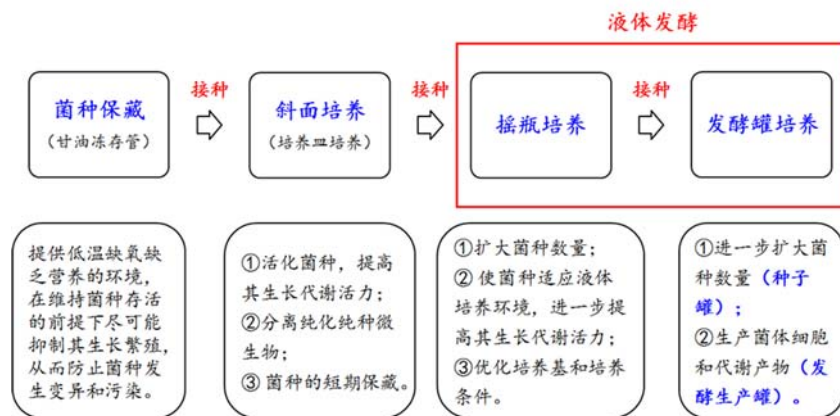 液体发酵
菌种保藏
（甘油冻存管）
接种
斜面培养
（培养皿培养）
接种
摇瓶培养
接种
发酵罐培养
提供低温缺氧缺
乏营养的环境，
在维持菌种存活
的前提下尽可能
抑制其生长繁殖，
从而防止菌种发
生变异和污染。
①活化菌种，提高
其生长代谢活力；
②分离纯化纯种微
生物；
③ 菌种的短期保藏。
①扩大菌种数量；
② 使菌种适应液体
培养环境，进一步提
高其生长代谢活力；
③优化培养基和培养
条件。
①进一步扩大菌
种数量（种子
罐）；
②生产菌体细胞
和代谢产物（发
酵生产罐）。